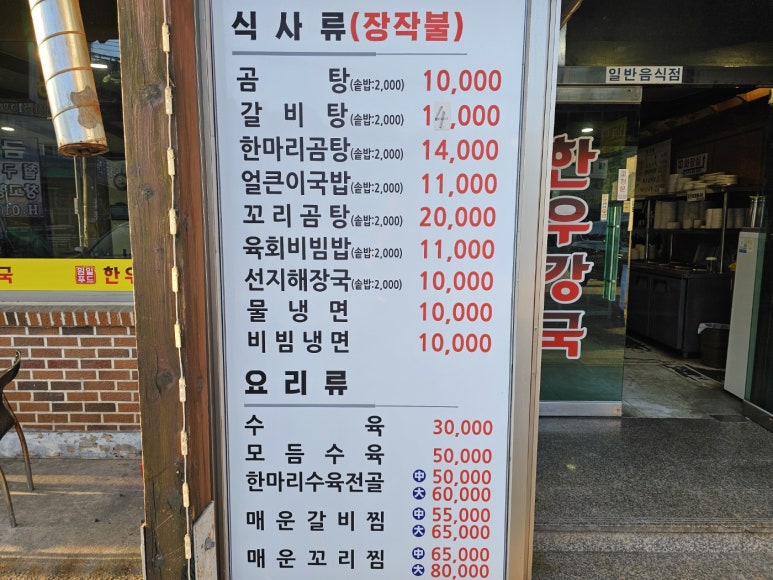 식사류(장작불)
곰탕(솥밥:2,000) 10,000
갈비탕(솥밥:2,000) 14,000
한마리곰탕(솥밥:2,000) 14,000
얼큰이국밥(솥밥:2,000) 11,000
꼬리곰탕(솥밥:2,000) 20,000
육회비빔밥(솥밥:2,000) 11,000
선지해장국(솥밥:2,000) 10,000
물냉면 10,000
비빔냉면 10,000
요리류
수육 30,000
모듬수육 50,000
한마리수육전골 中 50,000
大 60,000
매운갈비찜 中 55,000
大 65,000
매운꼬리찜 中 65,000
大 80,000
일반음식점
한우강국
국 원일푸드 한우